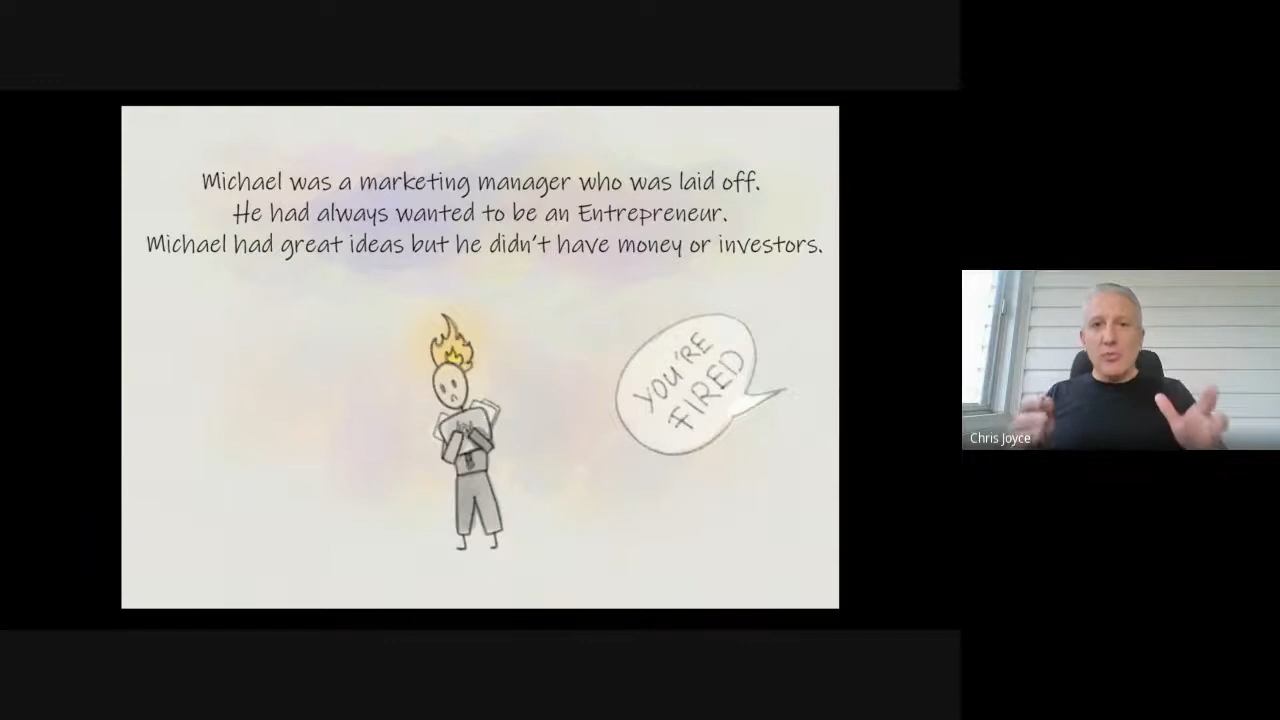 Michael was a marketing manager who was laid off.
He had always wanted to be an Entrepreneur.
Michael had great ideas but he didn't have money or investors.
YOU'RE
FIRED
Chris Joyce